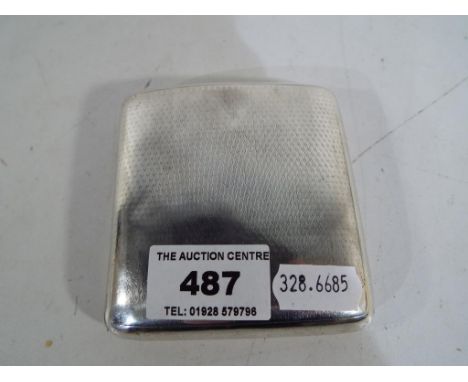 THE AUCTION CENTRE
487
TEL: 01928 579796
328.6685